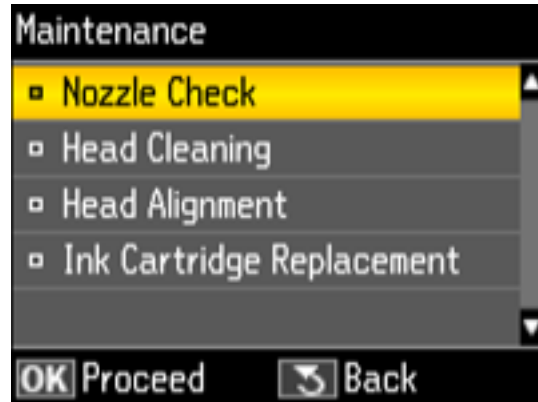 Maintenance
Nozzle Check
Head Cleaning
Head Alignment
Ink Cartridge Replacement
OK Proceed Back